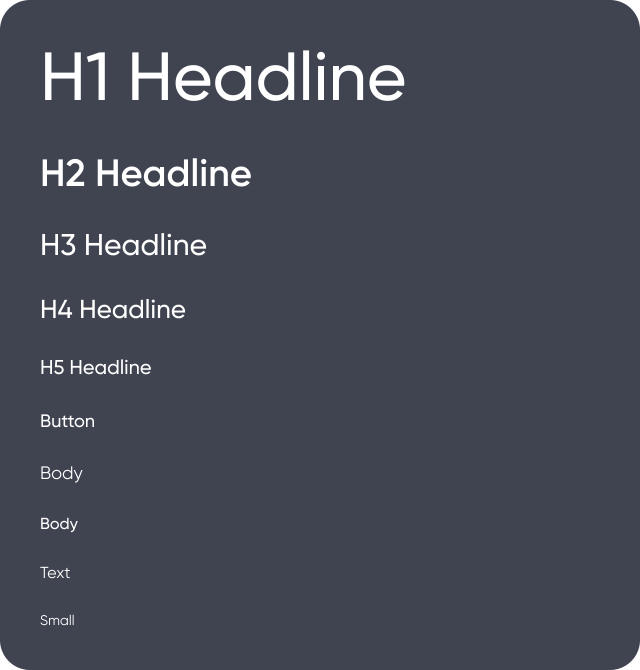 H1 Headline
H2 Headline
H3 Headline
H4 Headline
H5 Headline
Button
Body
Body
Text
Small